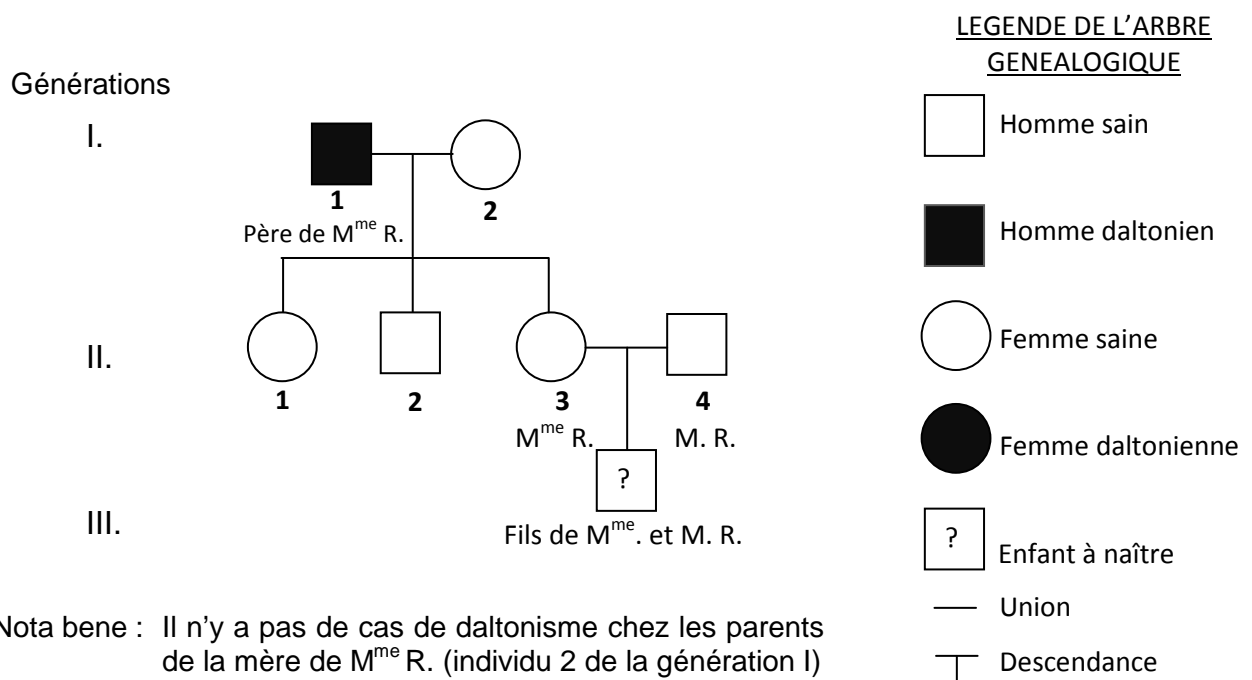 LEGENDE DE L'ARBRE
GENEALOGIQUE
Générations
I.
1
2
Père de Mme R.
II.
1
2
3
4
Mme R.
M. R.
?
III.
Fils de Mme. et M. R.
Homme sain
Homme daltonien
Femme saine
Femme daltonienne
?
Enfant à naître
Union
Descendance
Nota bene : Il n'y a pas de cas de daltonisme chez les parents
de la mère de Mme R. (individu 2 de la génération I)